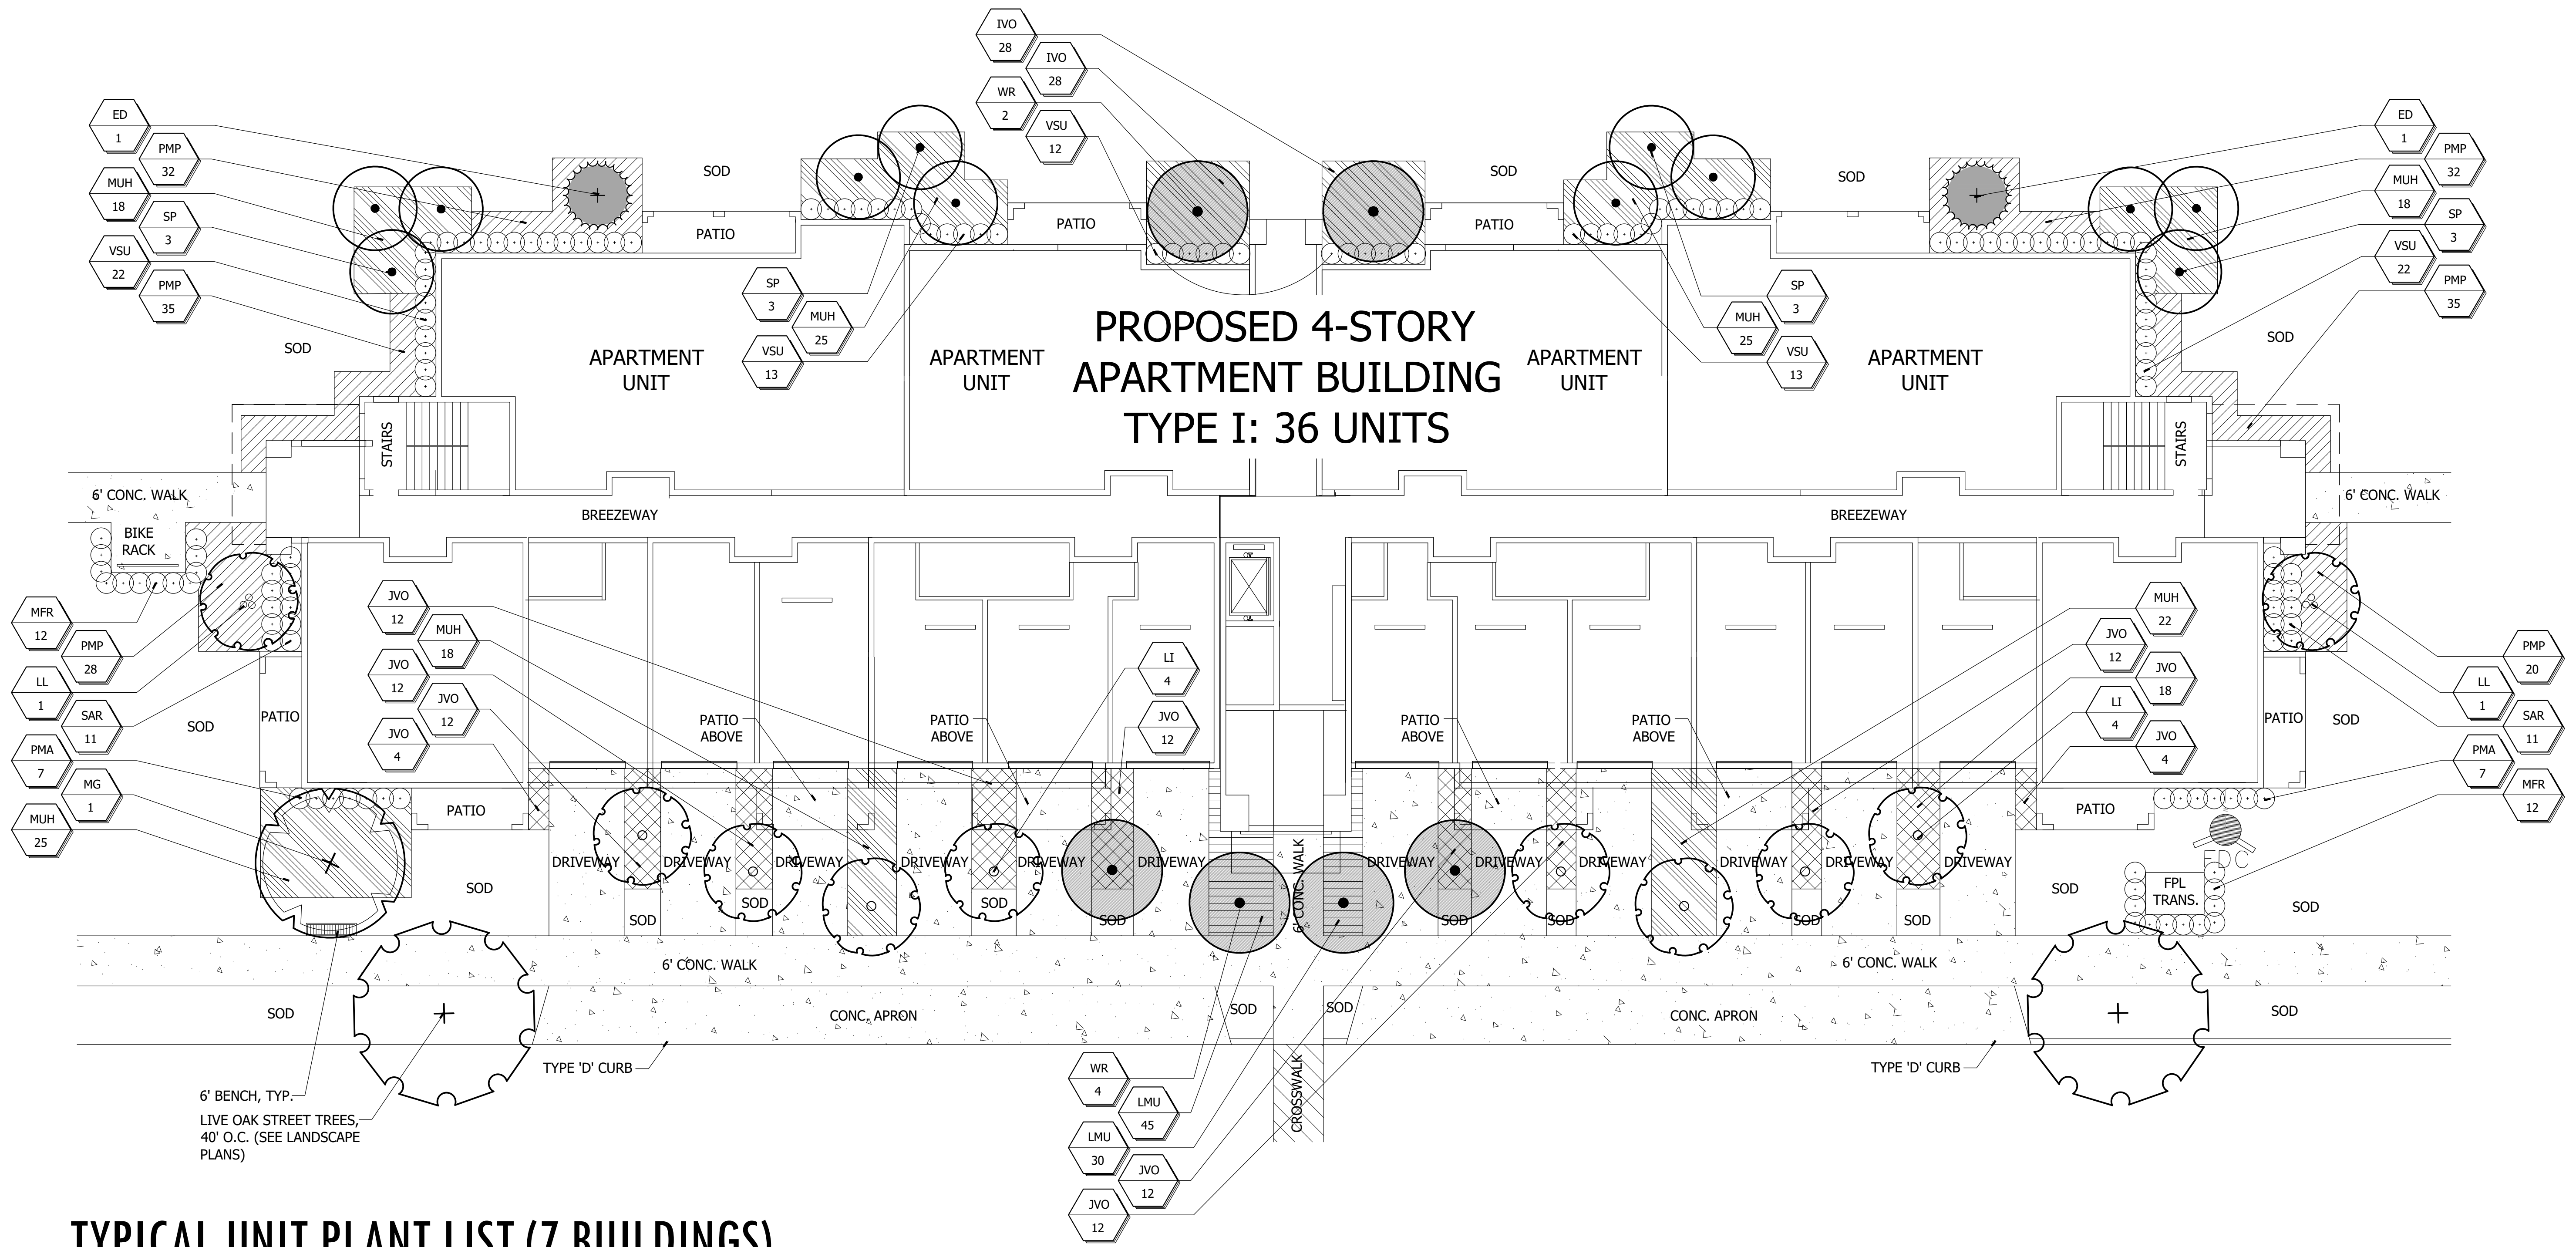 IVO
28
IVO
28
WR
2
VSU
12
ED
1
PMP
32
MUH
18
SP
3
VSU
22
PMP
35
SOD
SOD
PATIO
PATIO
SP
3
MUH
25
VSU
13
SOD
SOD
PATIO
ED
1
PMP
32
MUH
18
SP
3
VSU
22
PMP
35
SOD
SP
3
MUH
25
VSU
13
APARTMENT
UNIT
APARTMENT
UNIT
PROPOSED 4-STORY
APARTMENT BUILDING
TYPE I: 36 UNITS
APARTMENT
UNIT
APARTMENT
UNIT
STAIRS
STAIRS
6' CONC. WALK
BIKE
RACK
BREEZEWAY
BREEZEWAY
6' CONC. WALK
MFR
12
PMP
28
LL
1
SAR
11
PMA
7
MG
1
MUH
25
SOD
PATIO
JVO
12
MUH
18
JVO
12
JVO
12
JVO
4
LI
4
JVO
12
PATIO
ABOVE
PATIO
ABOVE
PATIO
ABOVE
PATIO
ABOVE
MUH
22
JVO
12
JVO
18
LI
4
JVO
4
PATIO
SOD
PMP
20
LL
1
SAR
11
PMA
7
MFR
12
PATIO
PATIO
DRIVEWAY
DRIVEWAY
DRIVEWAY
DRIVEWAY
DRIVEWAY
DRIVEWAY
DRIVEWAY
DRIVEWAY
DRIVEWAY
DRIVEWAY
DRIVEWAY
DRIVEWAY
6' CONC. WALK
FDC
FPL
TRANS.
SOD
SOD
SOD
SOD
SOD
SOD
SOD
SOD
SOD
SOD
SOD
6' CONC. WALK
6' CONC. WALK
SOD
CONC. APRON
SOD
SOD
CONC. APRON
SOD
TYPE 'D' CURB
TYPE 'D' CURB
CROSSWALK
6' BENCH, TYP.
LIVE OAK STREET TREES,
40' O.C. (SEE LANDSCAPE
PLANS)
WR
4
LMU
45
LMU
30
JVO
12
JVO
12
TYPICAL UNIT PLANT LIST (7 BUILDINGS)